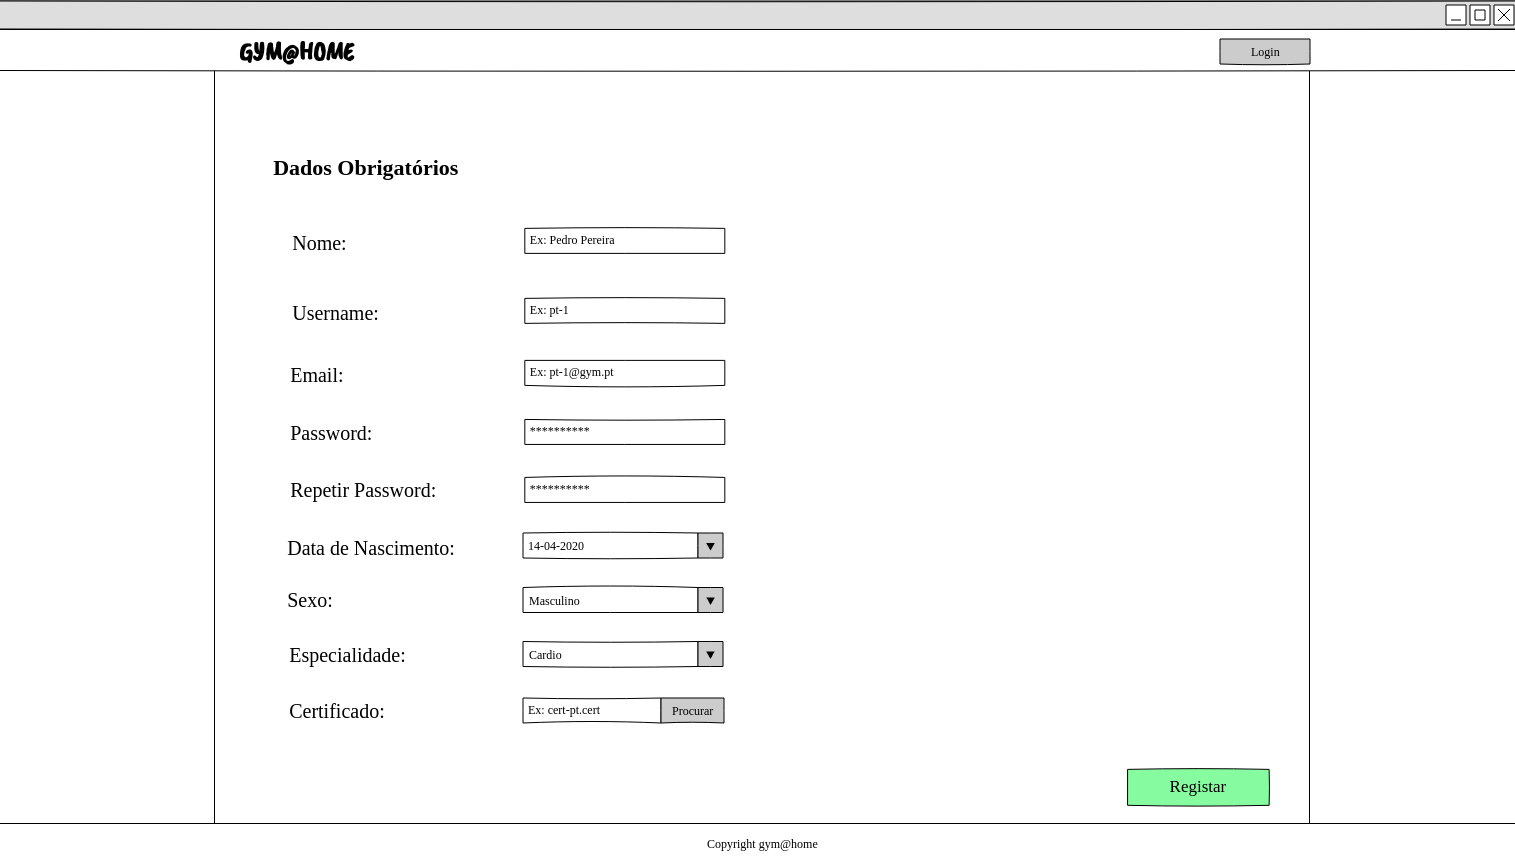 GYM@HOME
Login
Dados Obrigatórios
Nome:
Ex: Pedro Pereira
Username:
Ex: pt-1
Email:
Ex: pt-1@gym.pt
Password:
**********
Repetir Password:
**********
Data de Nascimento:
14-04-2020
Sexo:
Masculino
Especialidade:
Cardio
Certificado:
Ex: cert-pt.cert
Procurar
Registar
Copyright gym@home